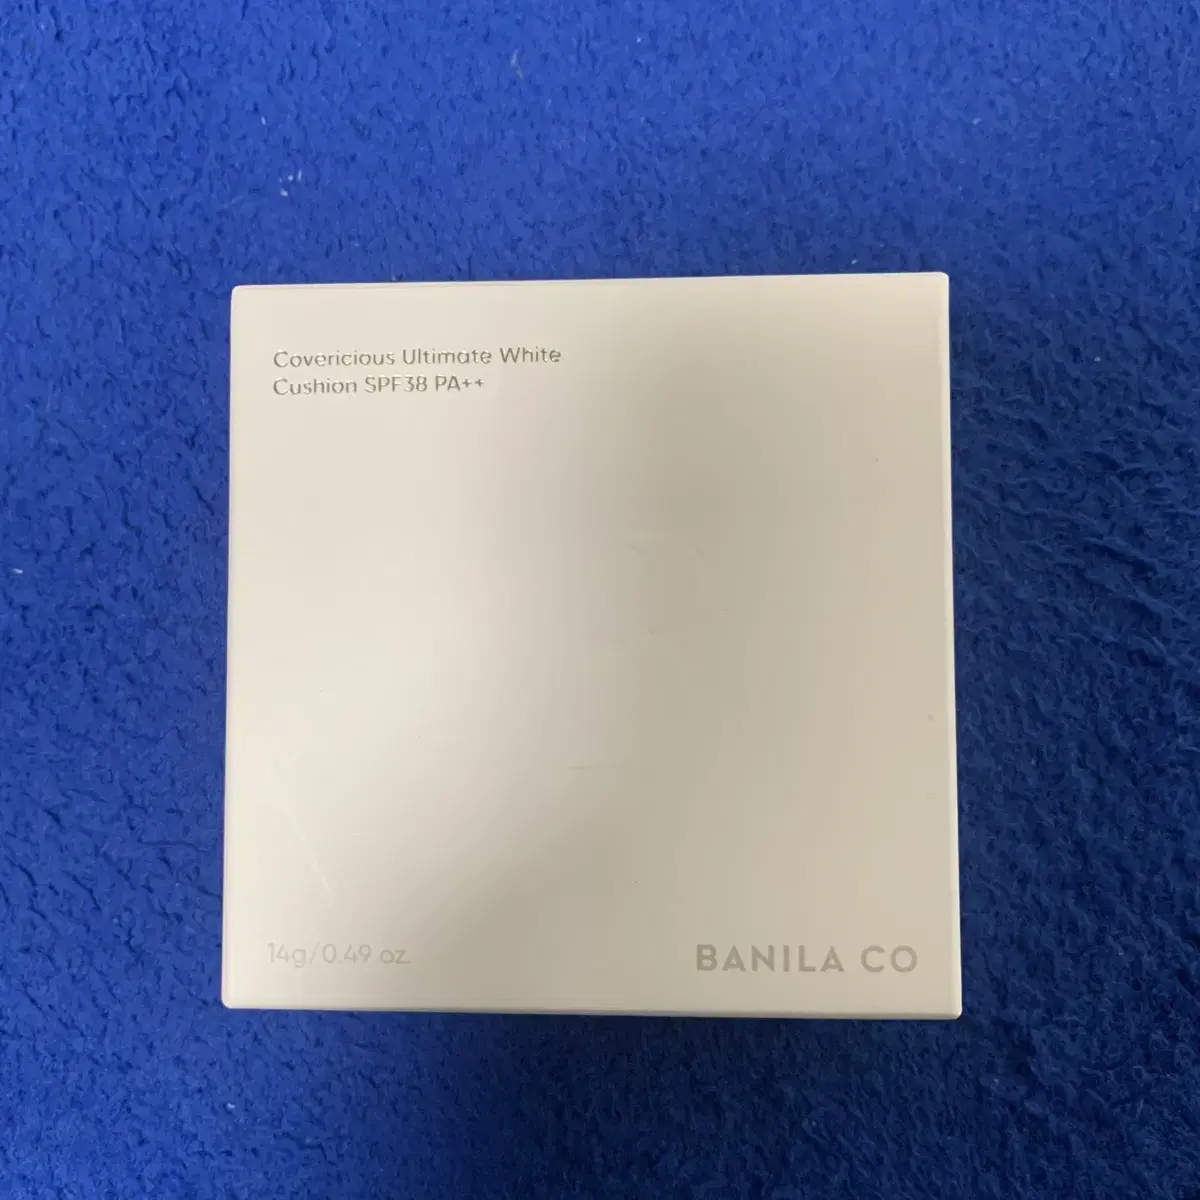 Covericious Ultimate White
Cushion SPF38 PA++
14g/0.49 oz.
BANILA CO